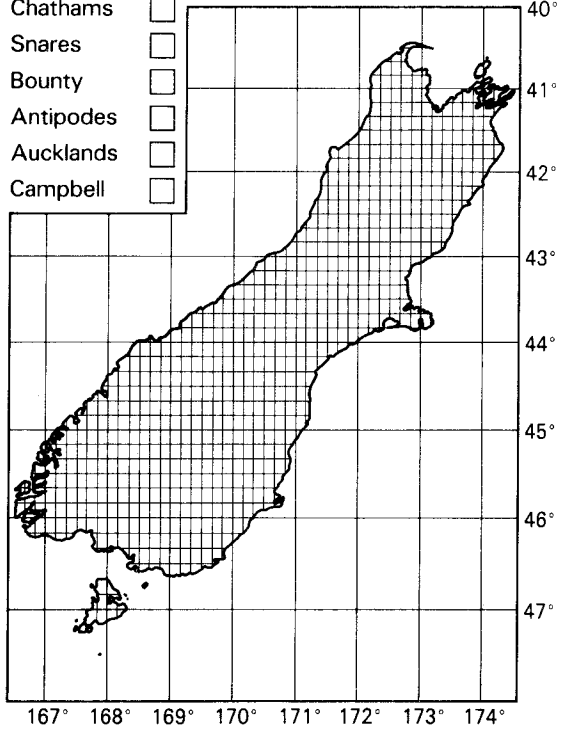 Chathams
Snares
Bounty
Antipodes
Aucklands
Campbell
40°
41°
42°
43°
44°
45°
46°
47°
167° 168° 169° 170° 171° 172° 173° 174°